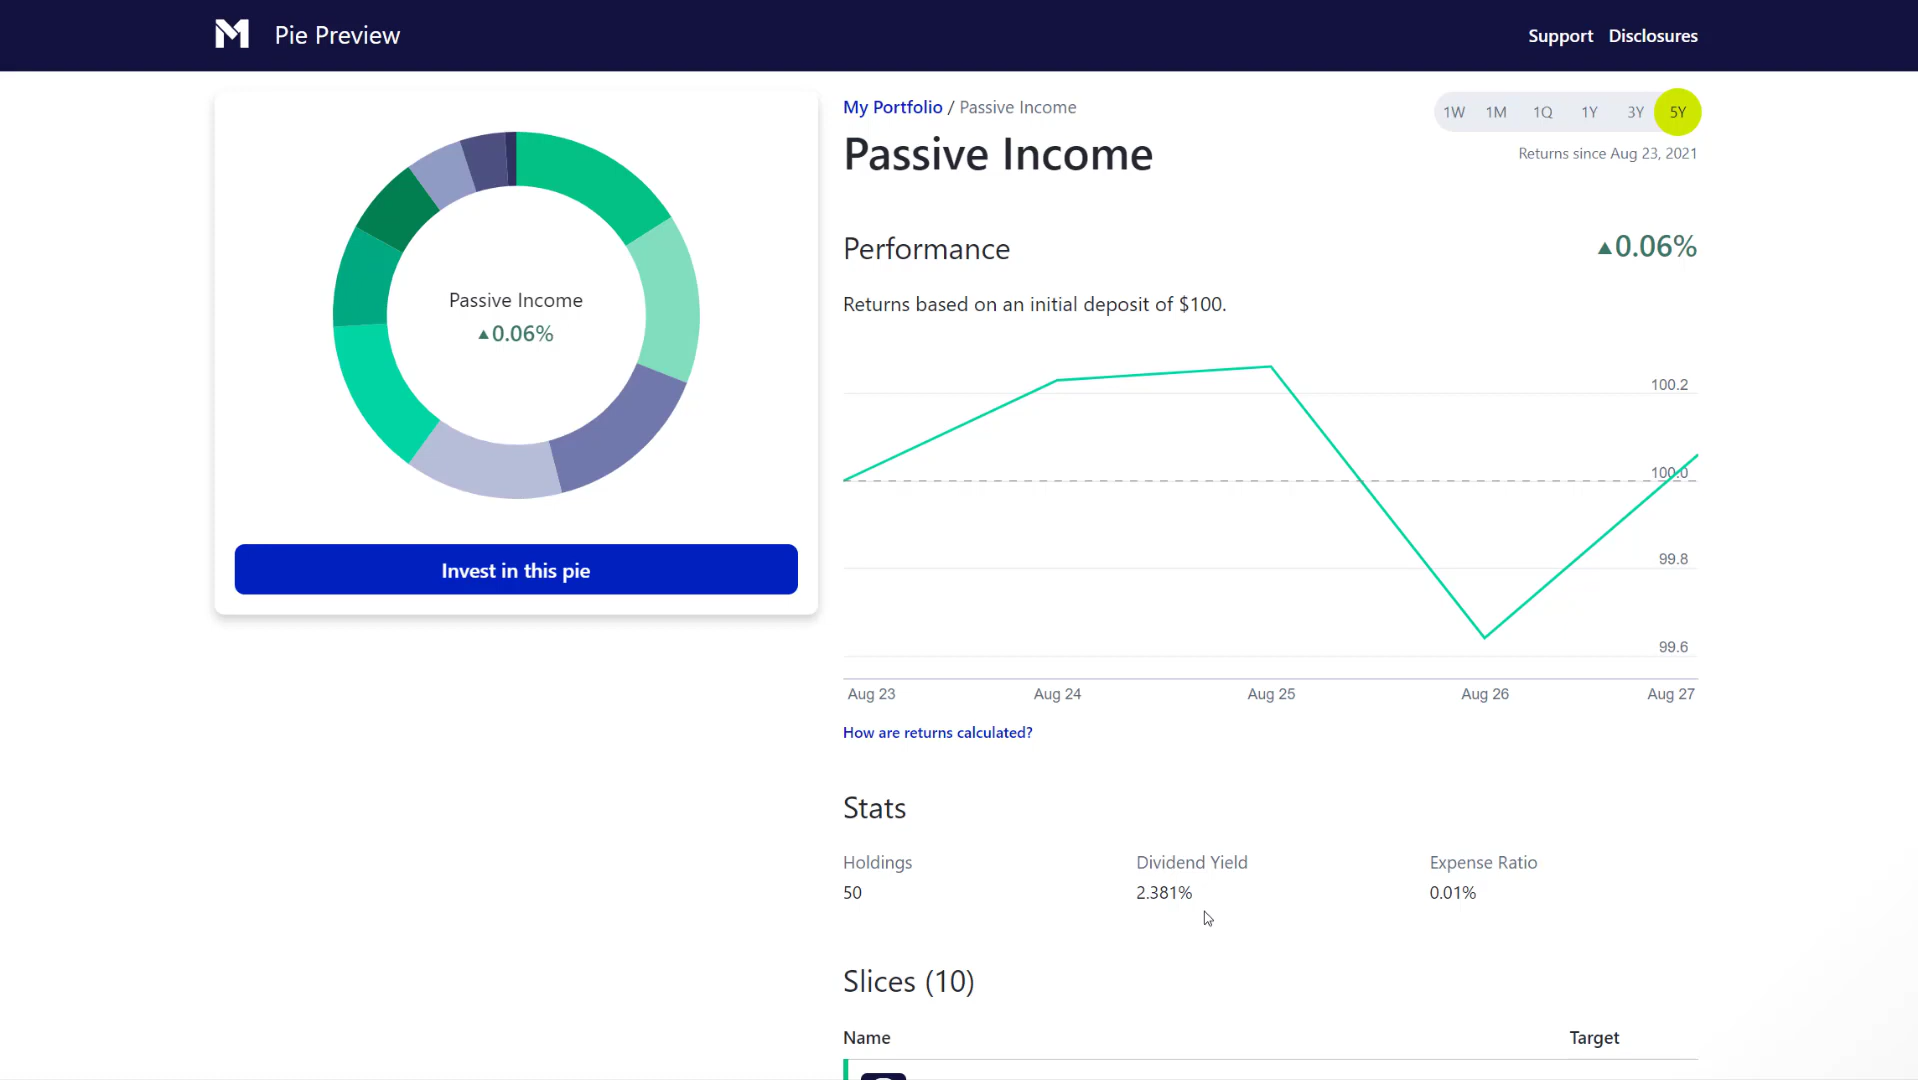 Pie Preview
Support Disclosures
Passive Income
▲0.06%
Invest in this pie
My Portfolio / Passive Income
1W 1M 1Q 1Y 3Y 5Y
Passive Income
Returns since Aug 23, 2021
Performance
▲0.06%
Returns based on an initial deposit of $100.
100.2
100.0
99.8
99.6
Aug 23 Aug 24 Aug 25 Aug 26 Aug 27
How are returns calculated?
Stats
Holdings Dividend Yield Expense Ratio
50 2.381% 0.01%
Slices (10)
Name Target